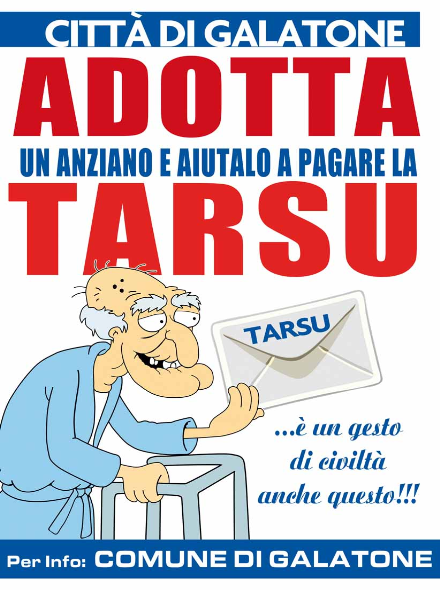 CITTÀ DI GALATONE
ADOTTA
UN ANZIANO E AIUTALO A PAGARE LA
TARSU
TARSU
...è un gesto
di civiltà
anche questo!!!
Per Info: COMUNE DI GALATONE